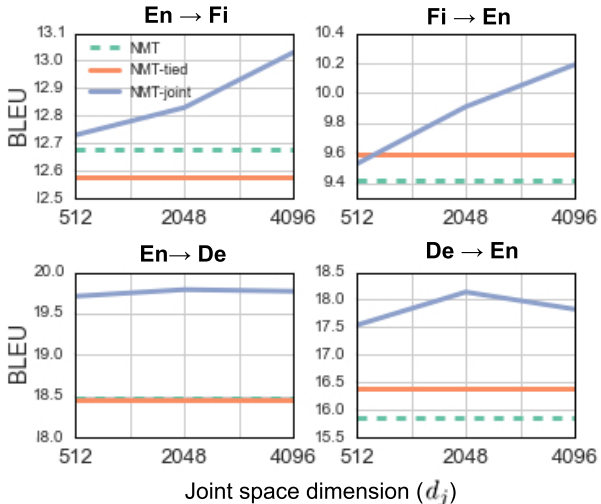 En → Fi
Fi → En
BLEU
13.1
13.0
12.9
12.8
12.7
12.6
12.5
NMT
NMT-tied
NMT-joint
512 2048 4096
10.4
10.2
10.0
9.8
9.6
9.4
512 2048 4096
En→ De
De → En
BLEU
20.0
19.5
19.0
18.5
18.0
512 2048 4096
18.5
18.0
17.5
17.0
16.5
16.0
15.5
512 2048 4096
Joint space dimension (d_j)